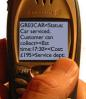 GR03CAR>Status:
Car serviced.
Customer can
collect>>Est
time:17:30>>Cost:
£195>Service dept: